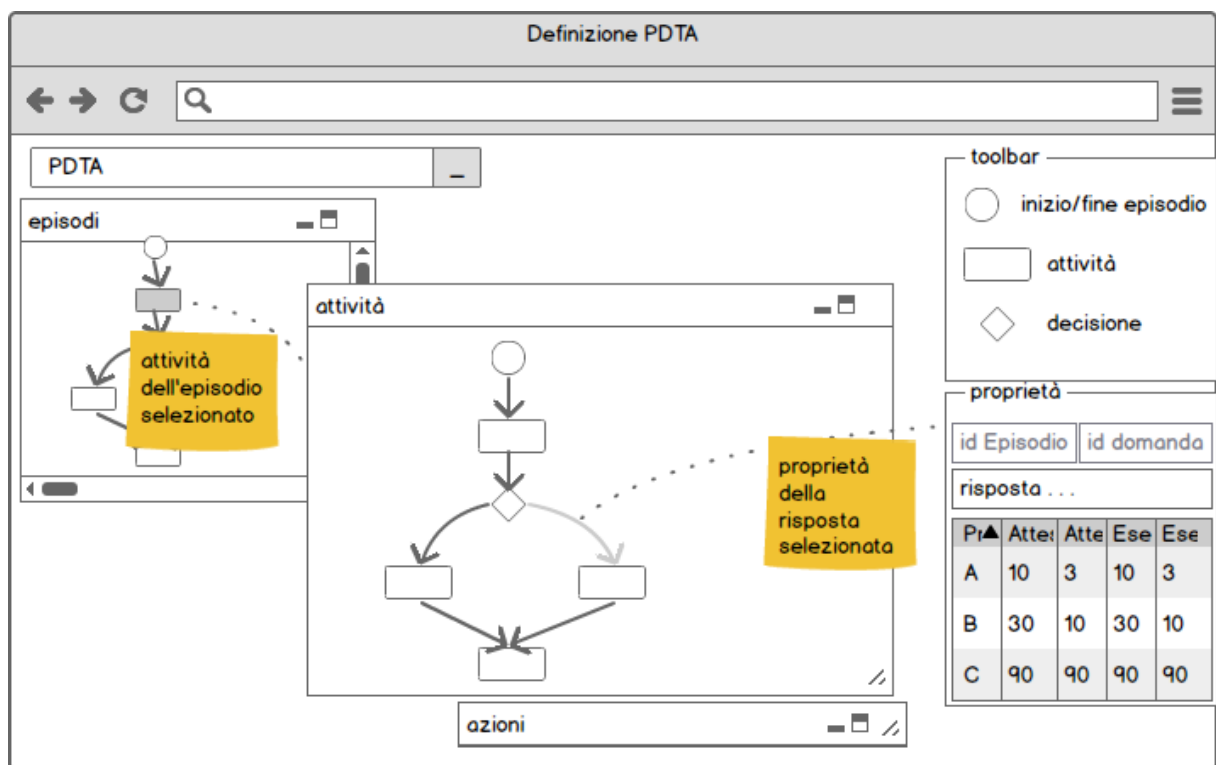 Definizione PDTA
PDTA
_
toolbar
inizio/fine episodio
attività
decisione
episodi
attività
dell'episodio
selezionato
attività
proprietà
della
risposta
selezionata
proprietà
id Episodio id domanda
risposta . . .
Pr Attes Atte Ese Ese
A 10 3 10 3
B 30 10 30 10
C 90 90 90 90
azioni